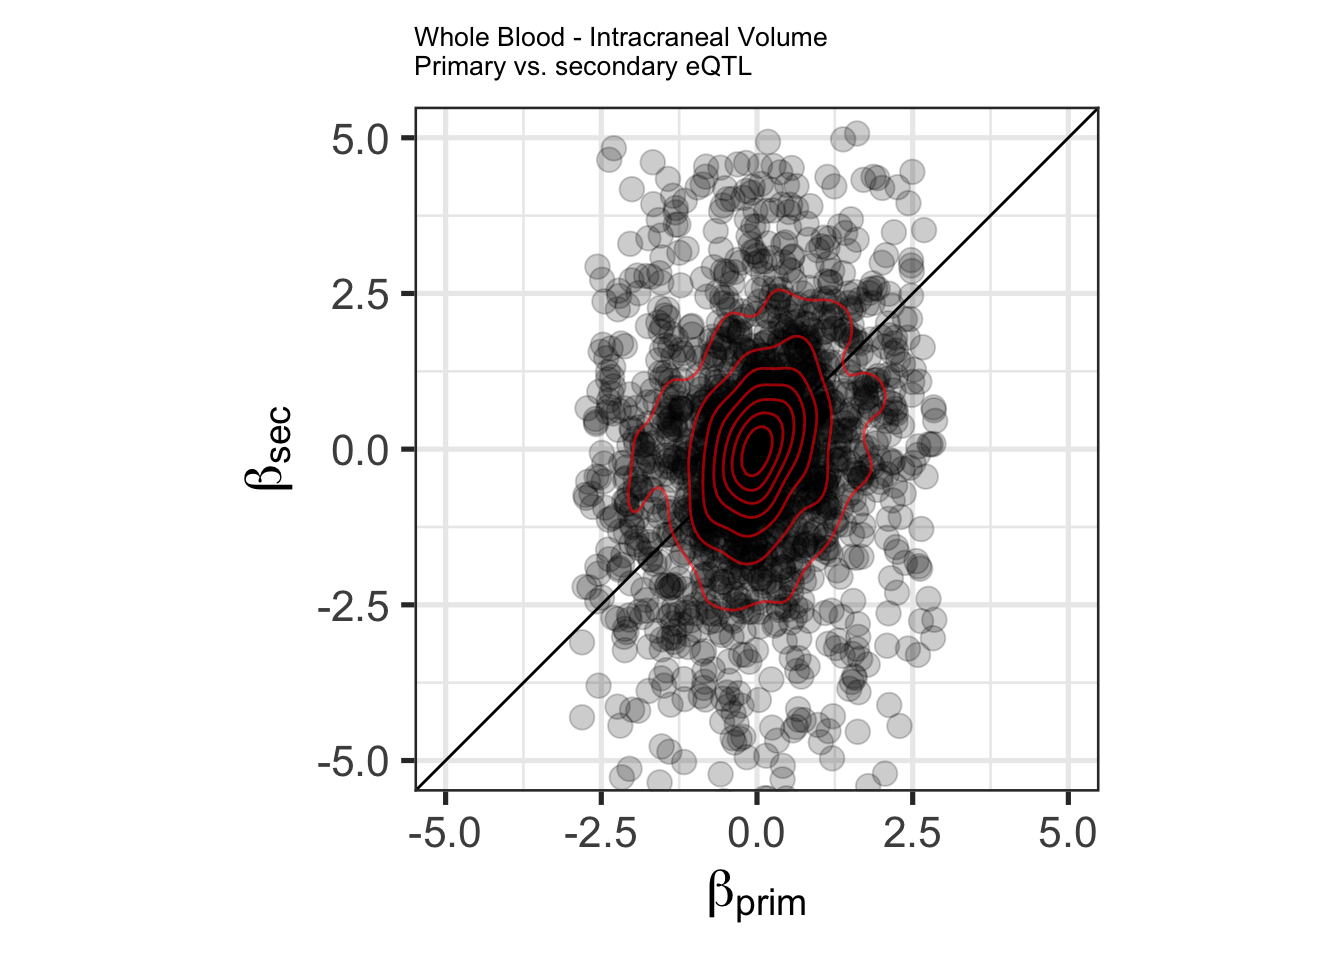 Whole Blood - Intracraneal Volume
Primary vs. secondary eQTL
5.0
2.5
0.0
-2.5
-5.0
βsec
-5.0 -2.5 0.0 2.5 5.0
βprim